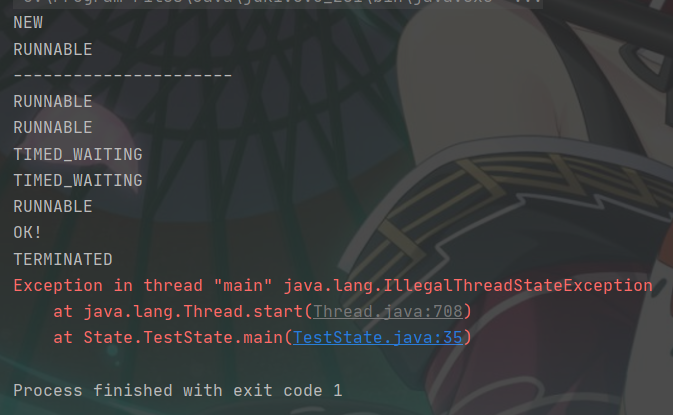 NEW
RUNNABLE
-----------------------
RUNNABLE
RUNNABLE
TIMED_WAITING
TIMED_WAITING
RUNNABLE
OK!
TERMINATED
Exception in thread "main" java.lang.IllegalThreadStateException
    at java.lang.Thread.start(Thread.java:708)
    at State.TestState.main(TestState.java:35)
Process finished with exit code 1